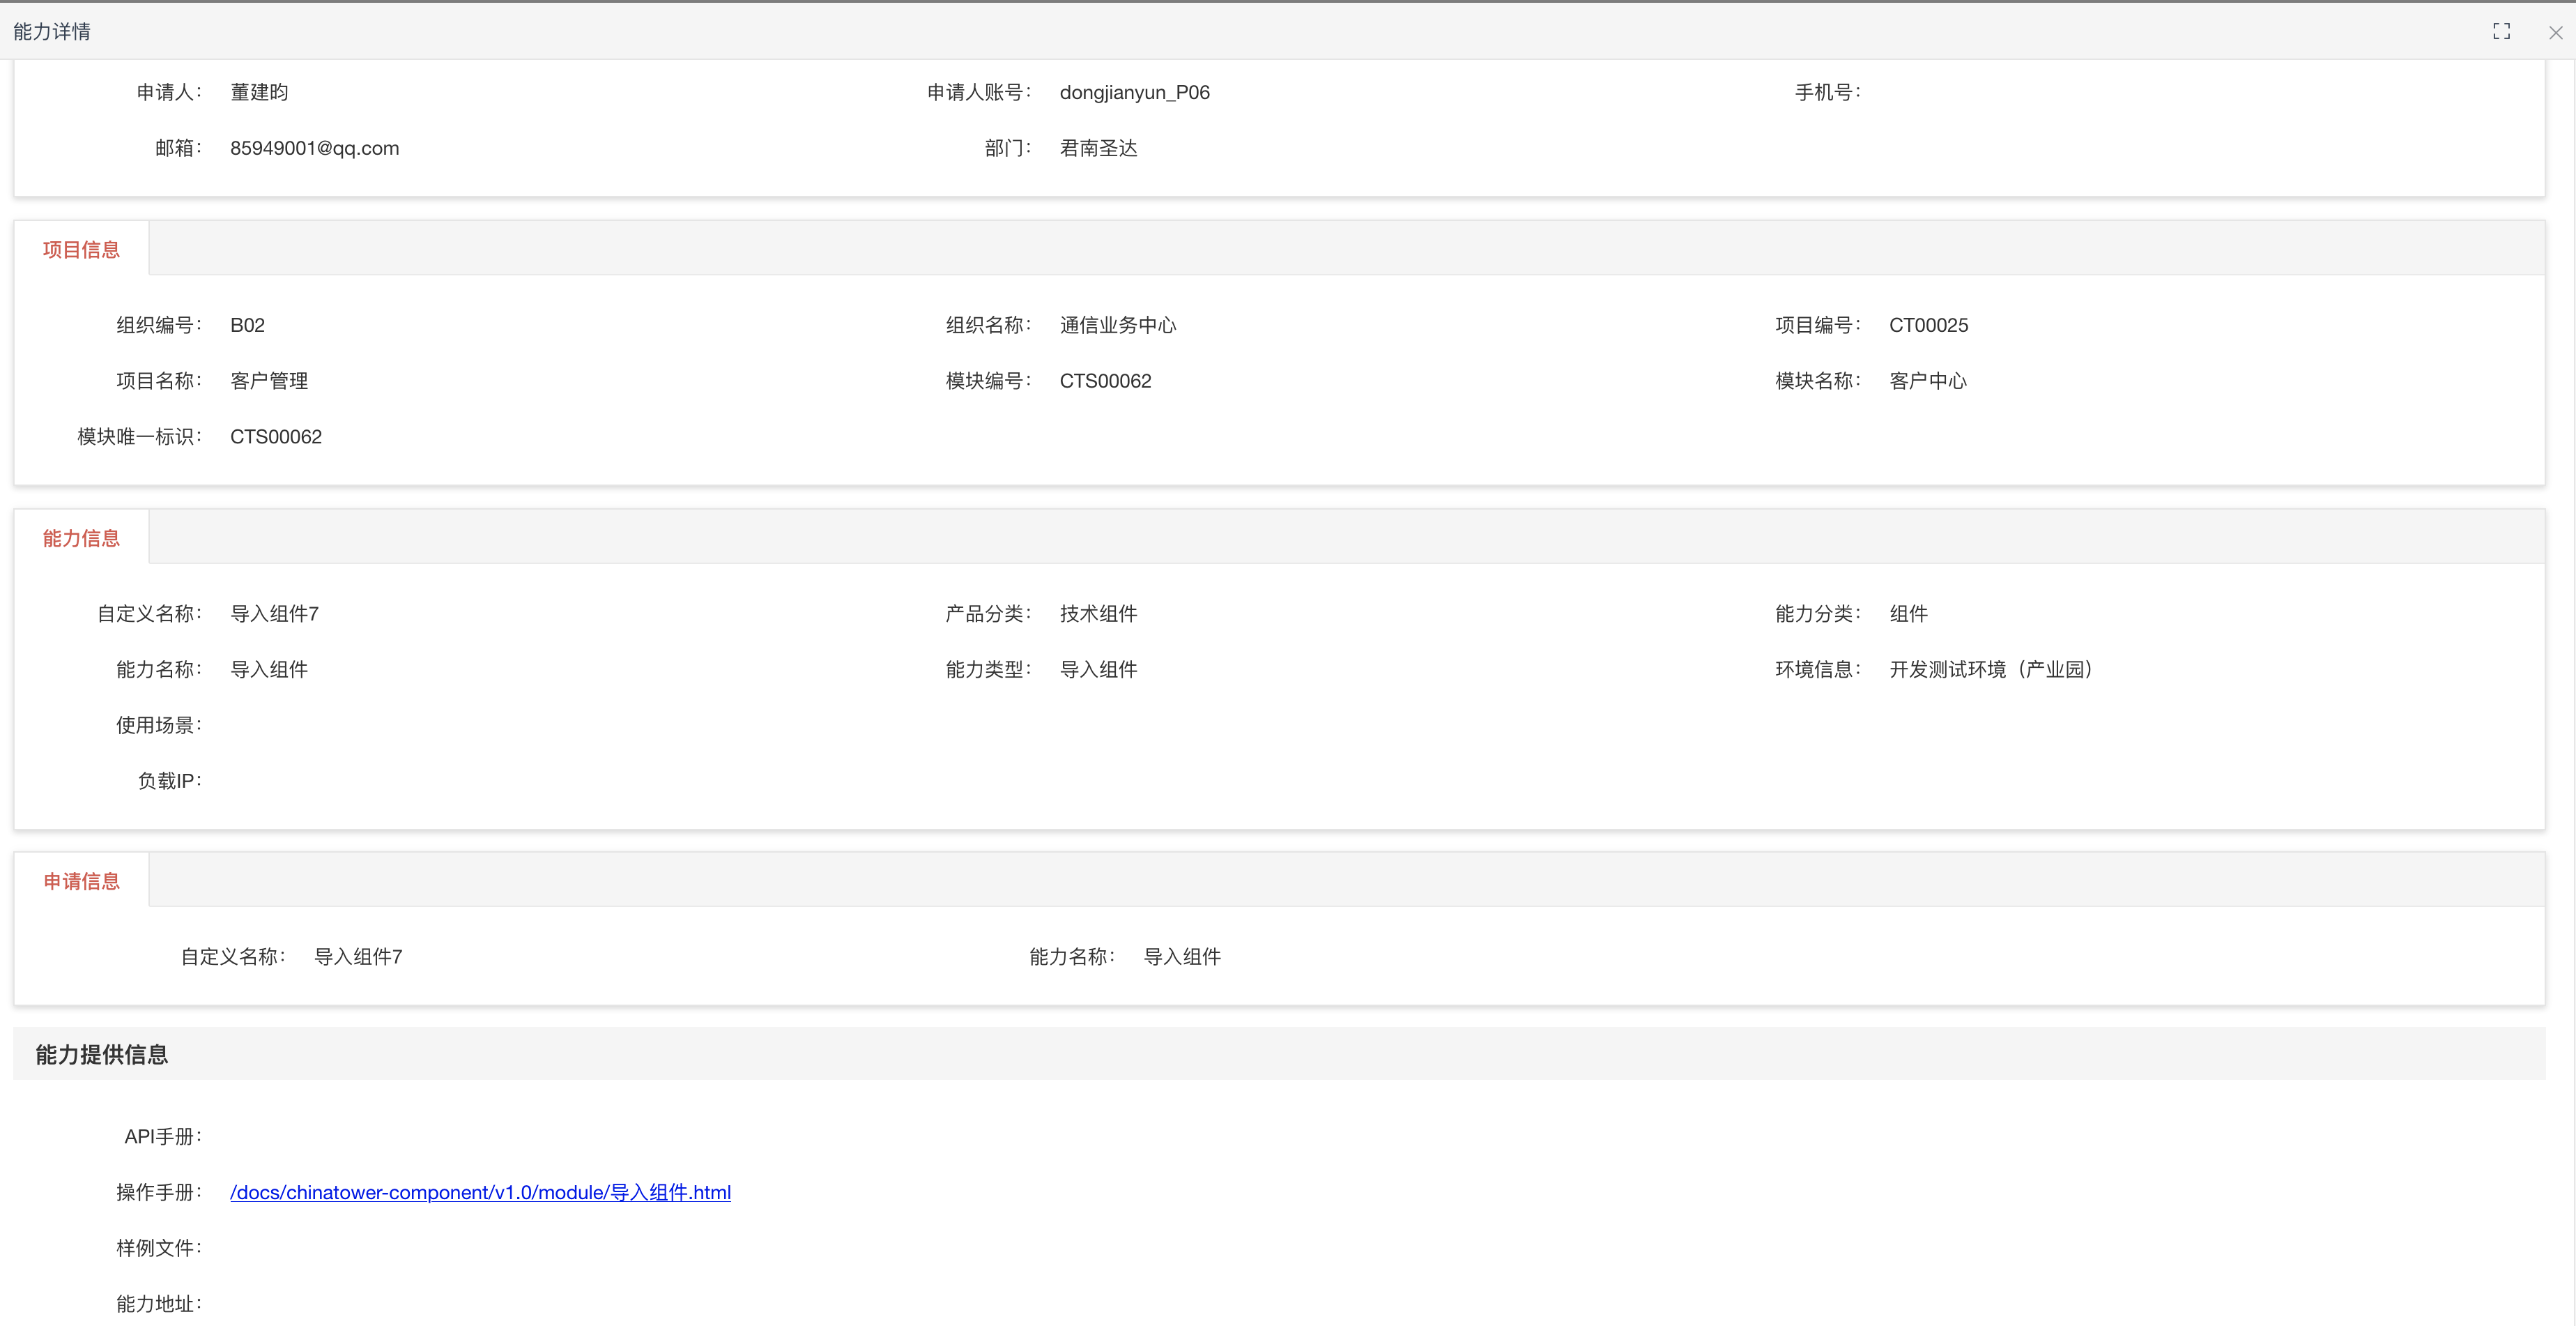 能力详情
申请人： 董建昀 申请人账号： dongjianyun_P06 手机号：
邮箱： 85949001@qq.com 部门： 君南圣达
项目信息
组织编号： B02 组织名称： 通信业务中心 项目编号： CT00025
项目名称： 客户管理 模块编号： CTS00062 模块名称： 客户中心
模块唯一标识： CTS00062
能力信息
自定义名称： 导入组件7 产品分类： 技术组件 能力分类： 组件
能力名称： 导入组件 能力类型： 导入组件 环境信息： 开发测试环境（产业园）
使用场景：
负载IP：
申请信息
自定义名称： 导入组件7 能力名称： 导入组件
能力提供信息
API手册：
操作手册： /docs/chinatower-component/v1.0/module/导入组件.html
样例文件：
能力地址：